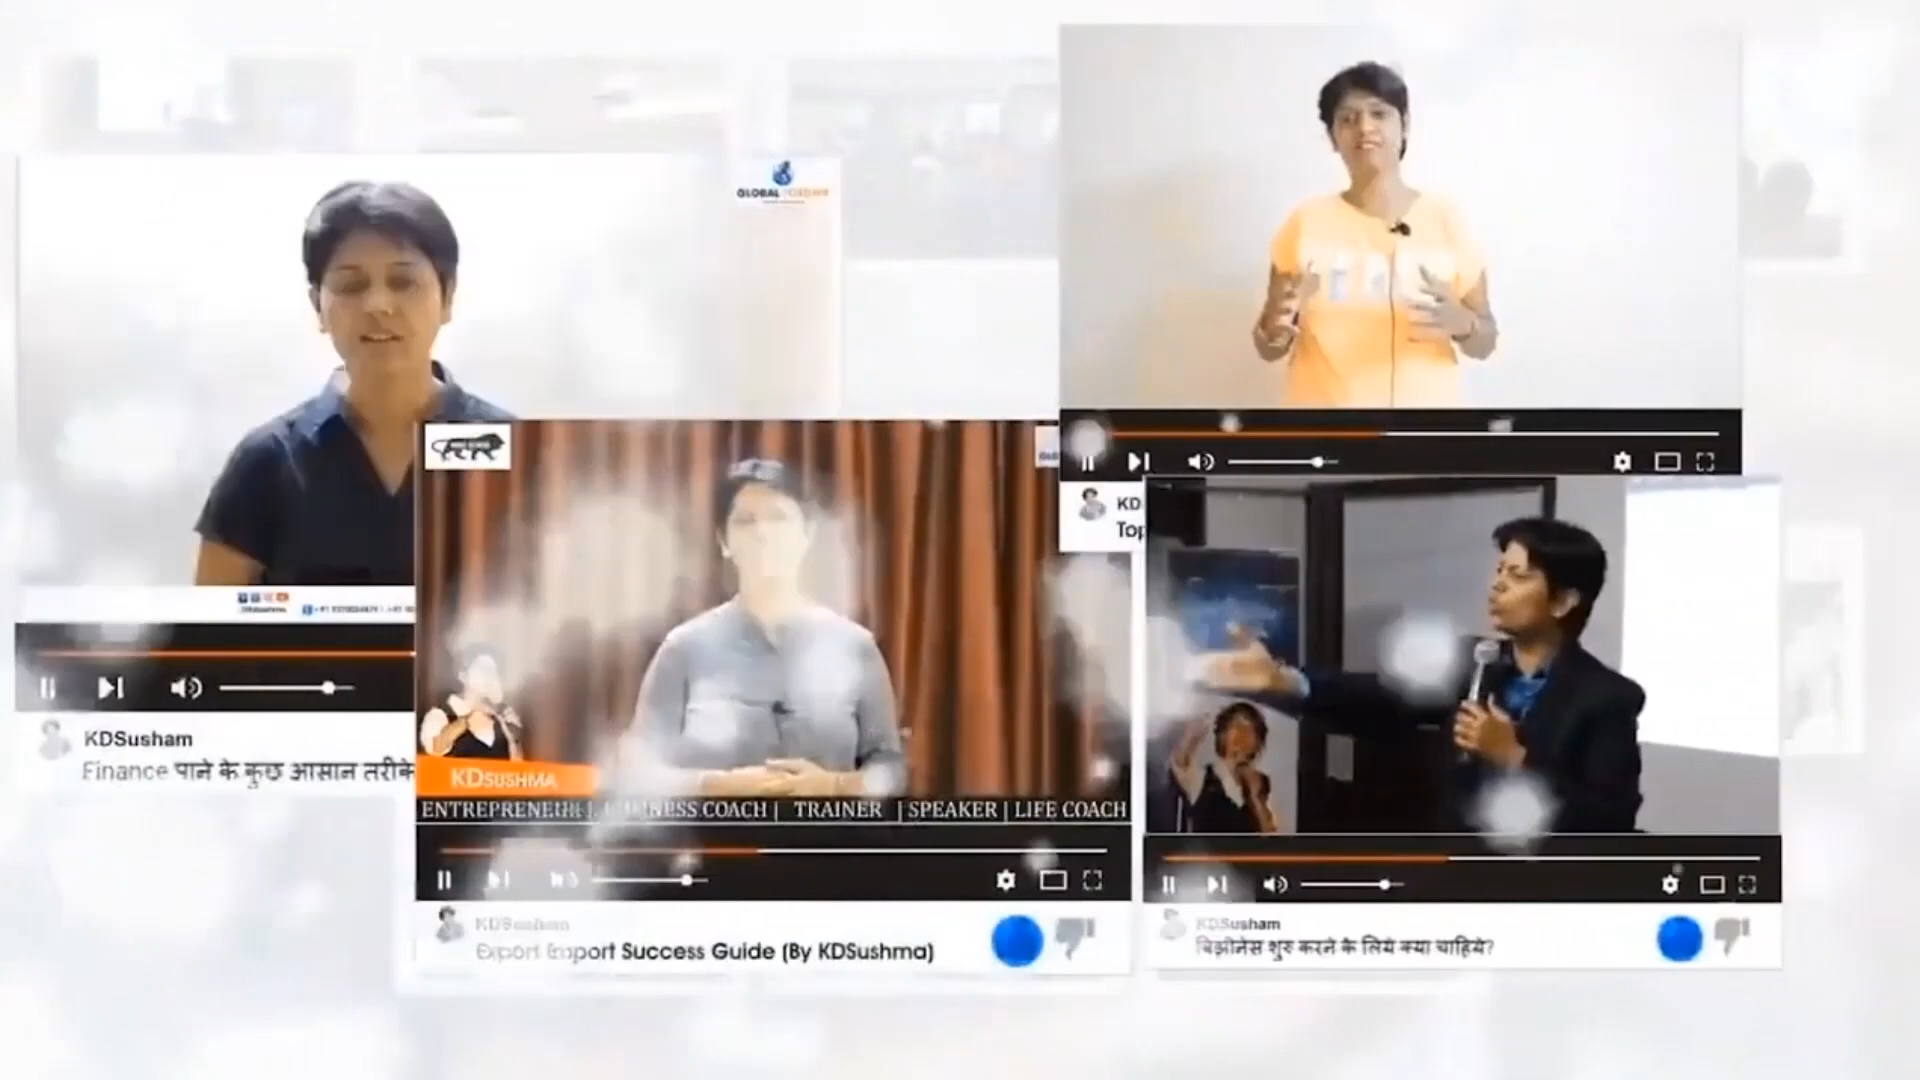 GLOBAL
KDSusham
Finance पाने के कुछ आसान तरीके
KDSUSHMA
ENTREPRENEUR | BUSINESS COACH | TRAINER | SPEAKER | LIFE COACH
KDSusham
Export Import Success Guide (By KDSushma)
KD
Top
KDSusham
बिज़ीनेस शुरु करने के लिये क्या चाहिये?